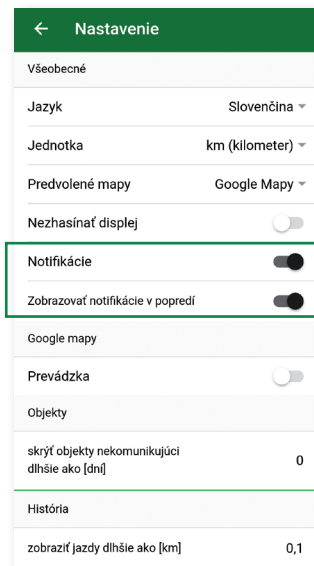 Nastavenie
Všeobecné
Jazyk Slovenčina
Jednotka km (kilometer)
Predvolené mapy Google Mapy
Nezhasínať displej
Notifikácie
Zobrazovať notifikácie v popredí
Google mapy
Prevádzka
Objekty
skrýť objekty nekomunikujúci
dlhšie ako [dní] 0
História
zobraziť jazdy dlhšie ako [km] 0,1